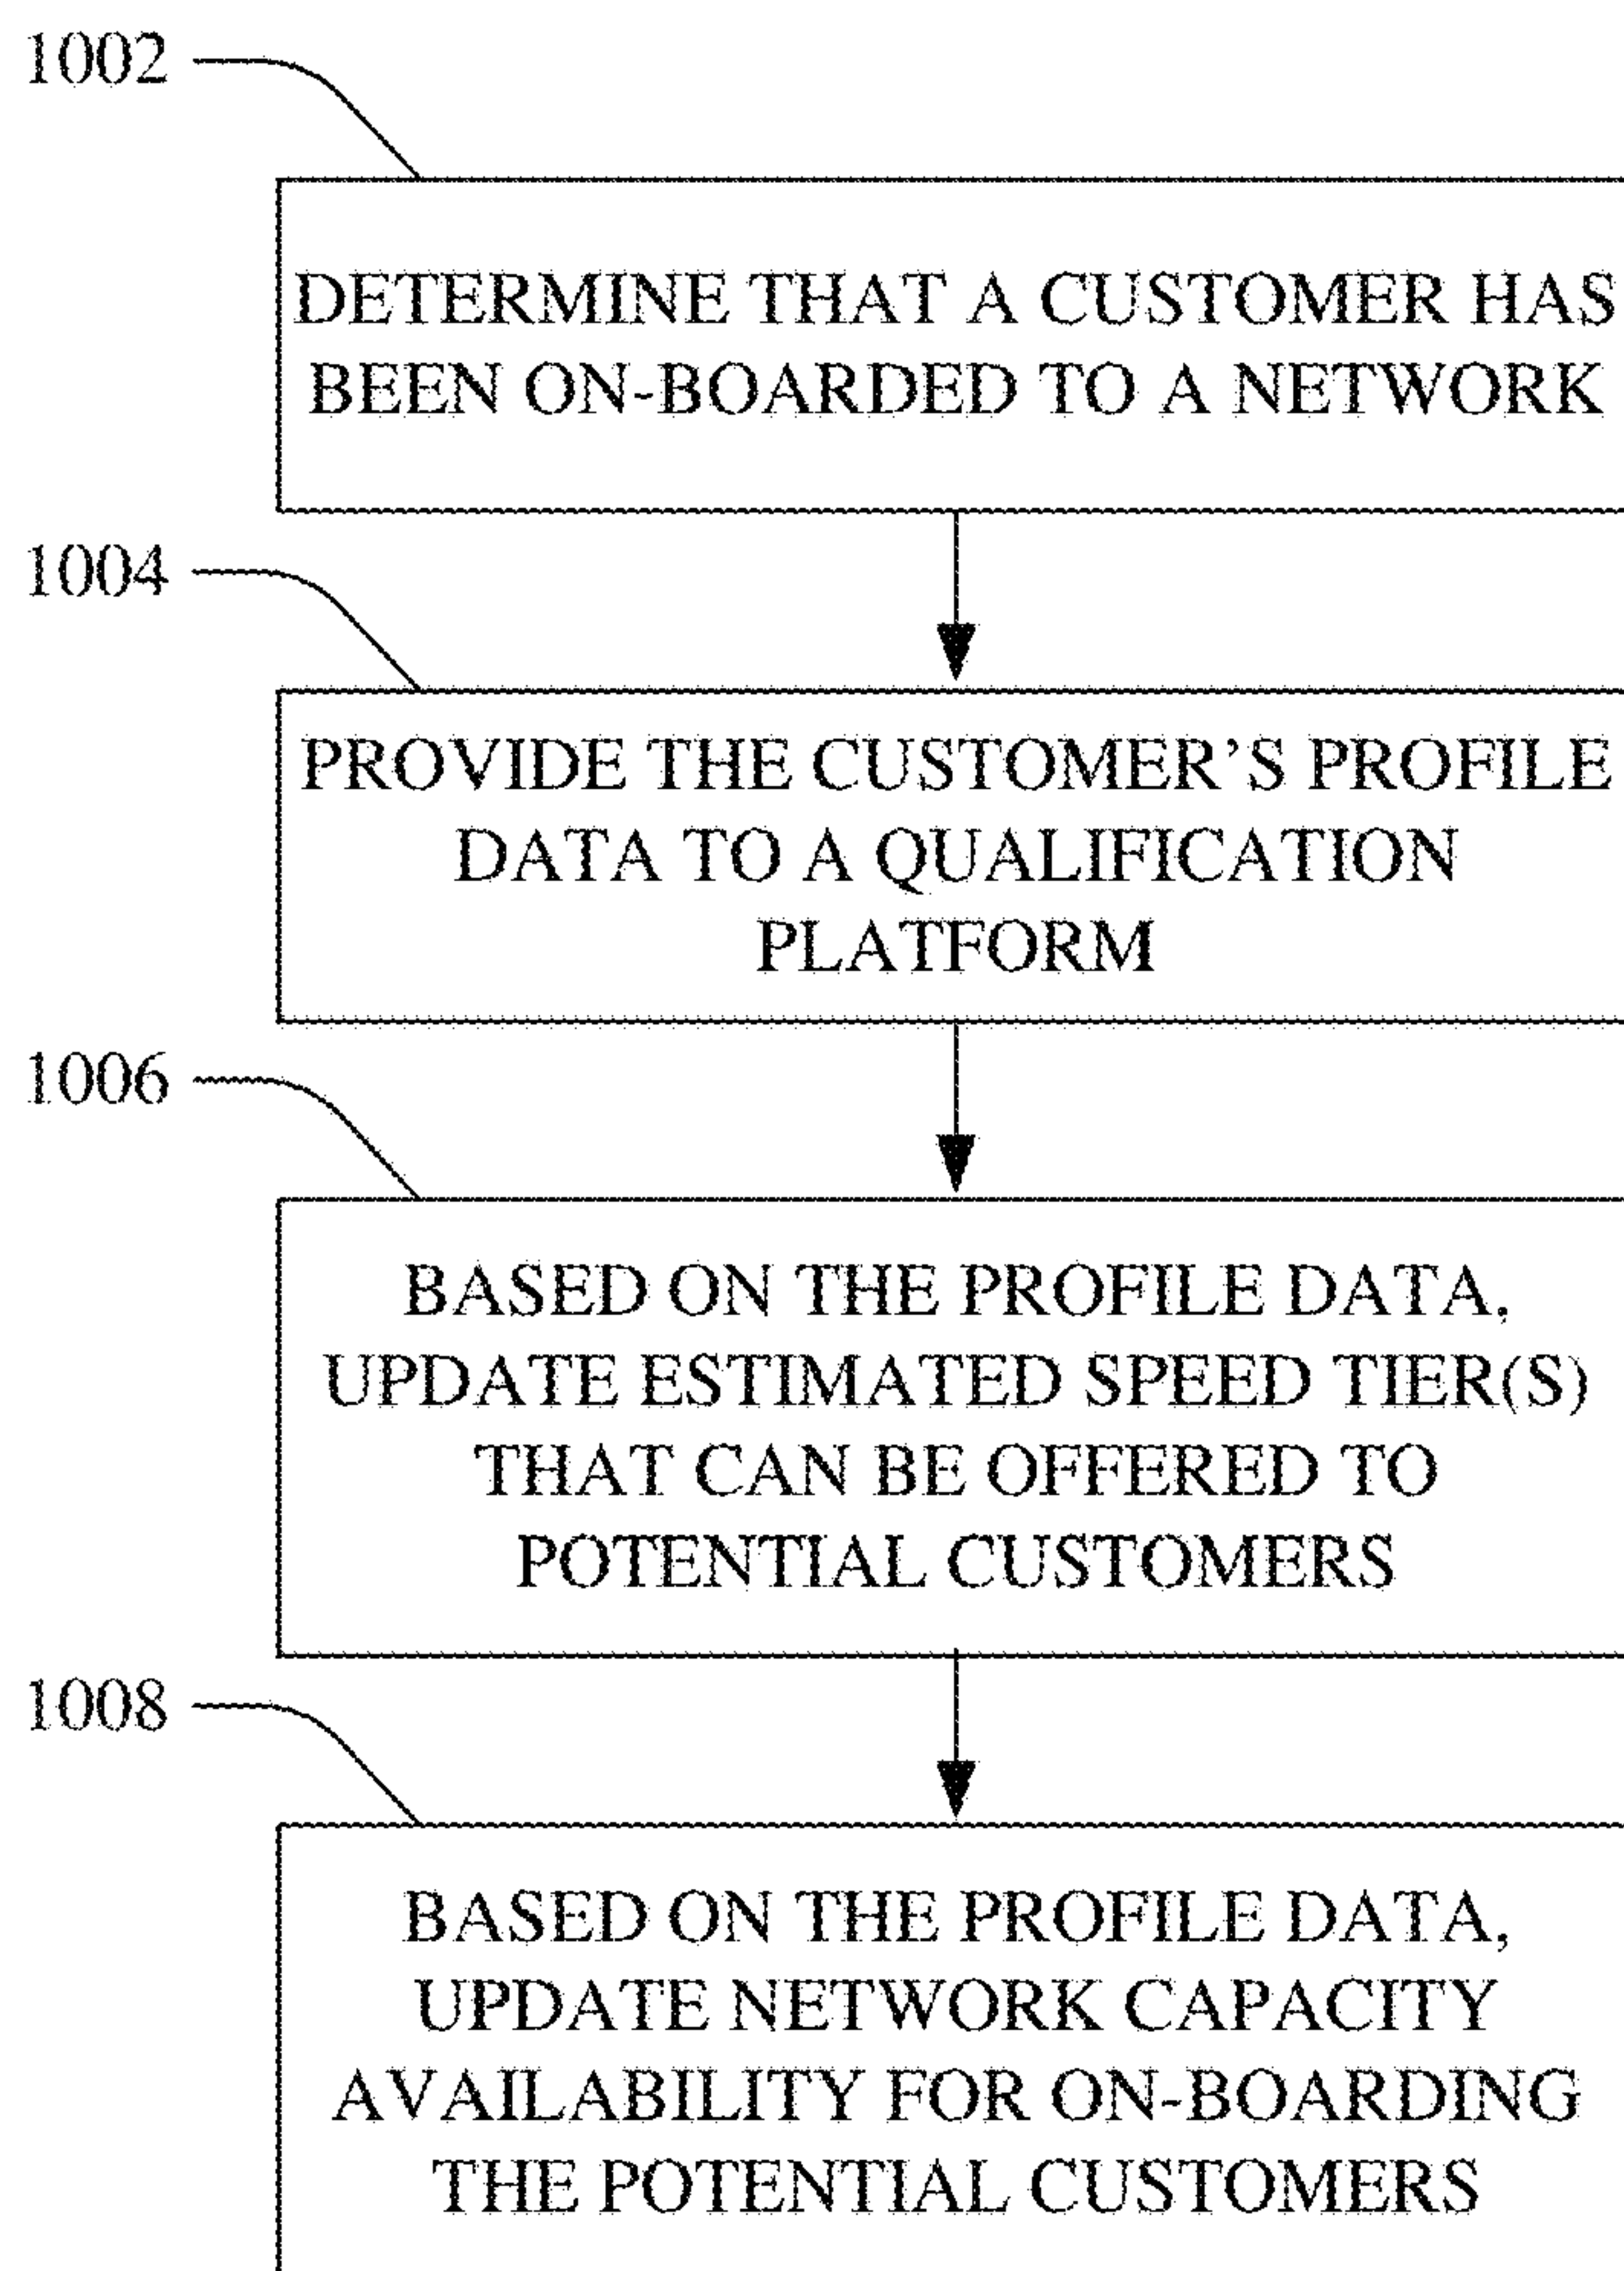 1002
DETERMINE THAT A CUSTOMER HAS
BEEN ON-BOARDED TO A NETWORK
1004
PROVIDE THE CUSTOMER’S PROFILE
DATA TO A QUALIFICATION
PLATFORM
1006
BASED ON THE PROFILE DATA,
UPDATE ESTIMATED SPEED TIER(S)
THAT CAN BE OFFERED TO
POTENTIAL CUSTOMERS
1008
BASED ON THE PROFILE DATA,
UPDATE NETWORK CAPACITY
AVAILABILITY FOR ON-BOARDING
THE POTENTIAL CUSTOMERS